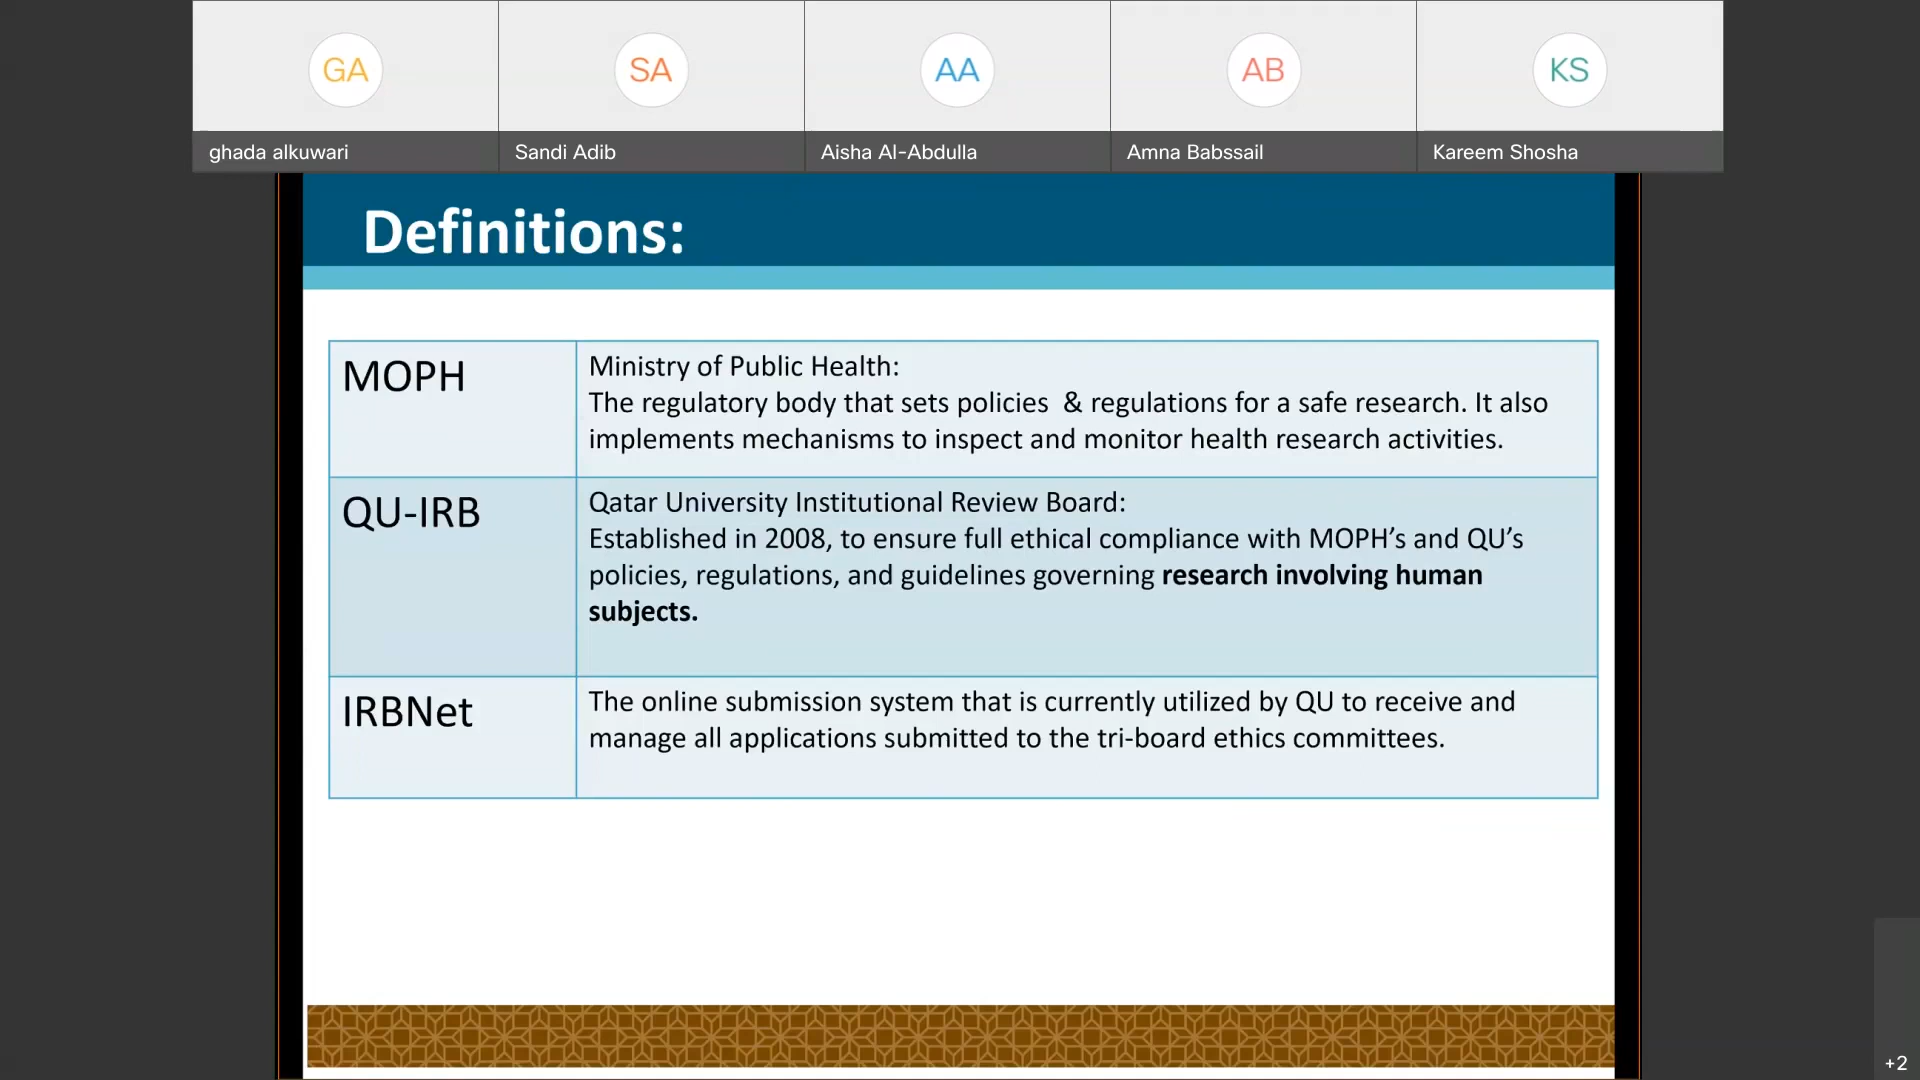 GA
SA
AA
AB
KS
ghada alkuwari
Sandi Adib
Aisha Al-Abdulla
Amna Babssail
Kareem Shosha
Definitions:
MOPH
Ministry of Public Health:
The regulatory body that sets policies & regulations for a safe research. It also
implements mechanisms to inspect and monitor health research activities.
QU-IRB
Qatar University Institutional Review Board:
Established in 2008, to ensure full ethical compliance with MOPH’s and QU’s
policies, regulations, and guidelines governing research involving human
subjects.
IRBNet
The online submission system that is currently utilized by QU to receive and
manage all applications submitted to the tri-board ethics committees.
+2